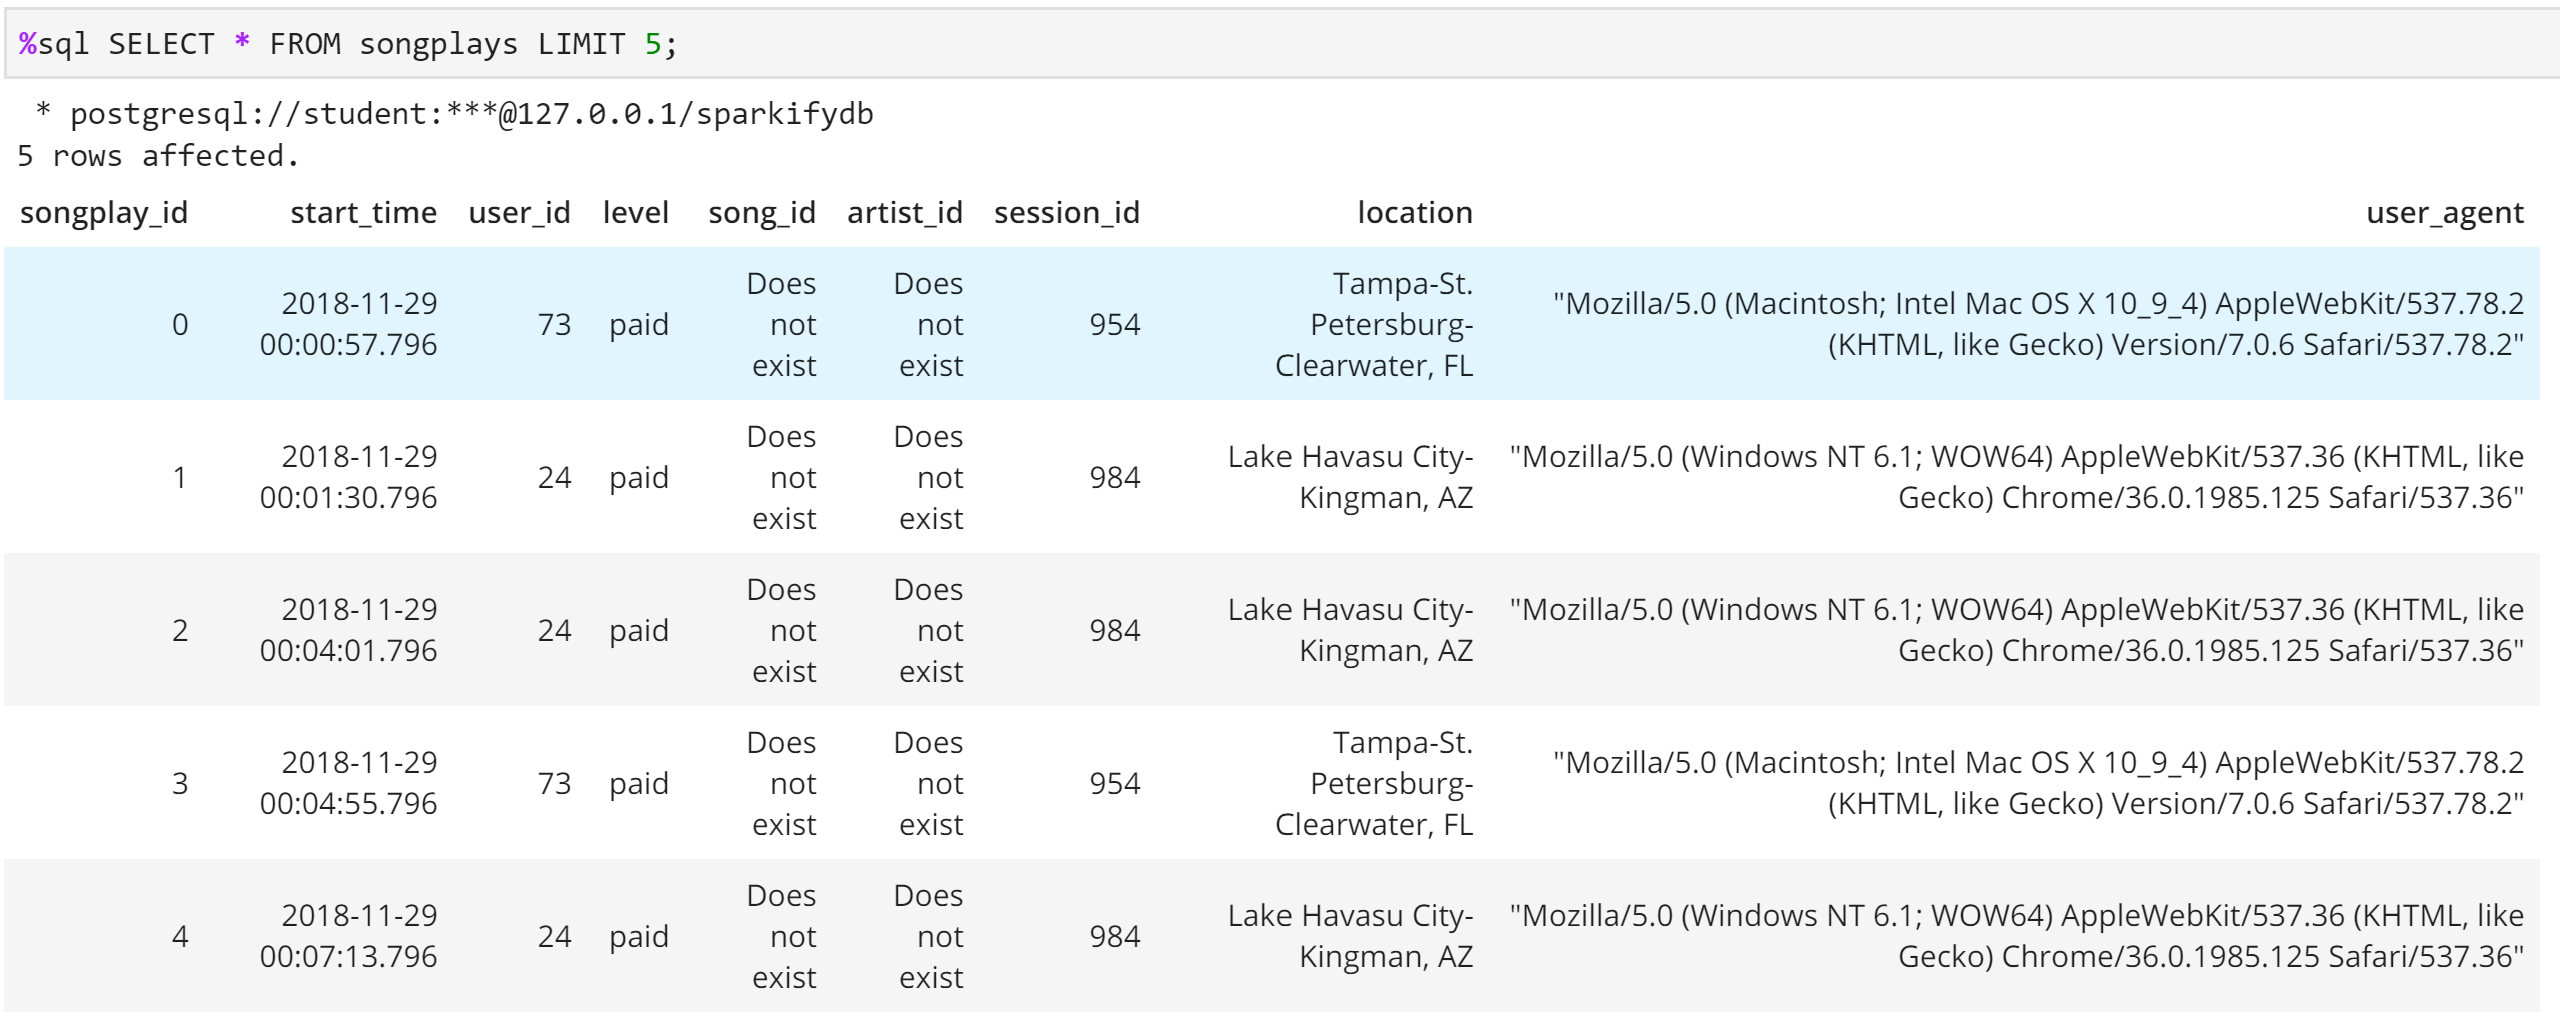 %sql SELECT * FROM songplays LIMIT 5;
* postgresql://student:***@127.0.0.1/sparkifydb
5 rows affected.
songplay_id start_time user_id level song_id artist_id session_id location user_agent
0 2018-11-29 00:00:57.796 73 paid Does not exist Does not exist 954 Tampa-St. Petersburg-Clearwater, FL "Mozilla/5.0 (Macintosh; Intel Mac OS X 10_9_4) AppleWebKit/537.78.2 (KHTML, like Gecko) Version/7.0.6 Safari/537.78.2"
1 2018-11-29 00:01:30.796 24 paid Does not exist Does not exist 984 Lake Havasu City-Kingman, AZ "Mozilla/5.0 (Windows NT 6.1; WOW64) AppleWebKit/537.36 (KHTML, like Gecko) Chrome/36.0.1985.125 Safari/537.36"
2 2018-11-29 00:04:01.796 24 paid Does not exist Does not exist 984 Lake Havasu City-Kingman, AZ "Mozilla/5.0 (Windows NT 6.1; WOW64) AppleWebKit/537.36 (KHTML, like Gecko) Chrome/36.0.1985.125 Safari/537.36"
3 2018-11-29 00:04:55.796 73 paid Does not exist Does not exist 954 Tampa-St. Petersburg-Clearwater, FL "Mozilla/5.0 (Macintosh; Intel Mac OS X 10_9_4) AppleWebKit/537.78.2 (KHTML, like Gecko) Version/7.0.6 Safari/537.78.2"
4 2018-11-29 00:07:13.796 24 paid Does not exist Does not exist 984 Lake Havasu City-Kingman, AZ "Mozilla/5.0 (Windows NT 6.1; WOW64) AppleWebKit/537.36 (KHTML, like Gecko) Chrome/36.0.1985.125 Safari/537.36"